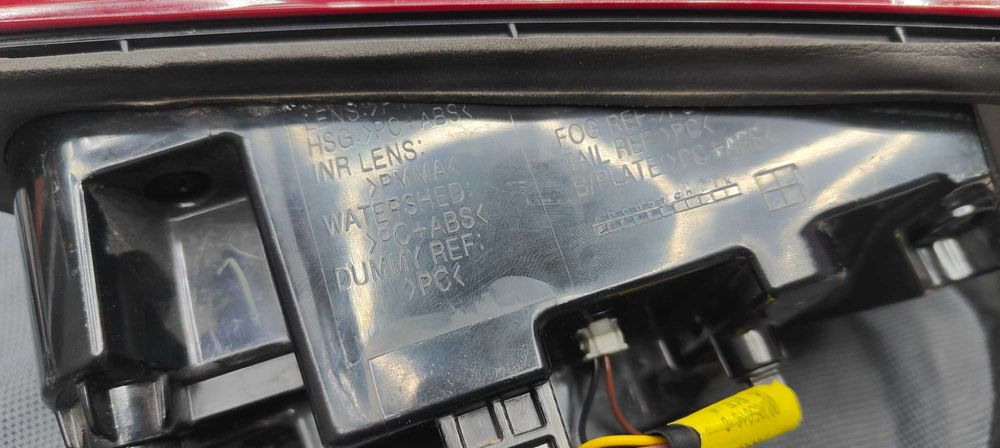 LENS:
HSG:>PC+ABS<
INR LENS:
>PMMA<
WATERSHED:
>PC+ABS<
DUMMY REF:
>PC<
FOG REF:
TAIL REF:>PC<
B/PLATE:>PC+ABS<